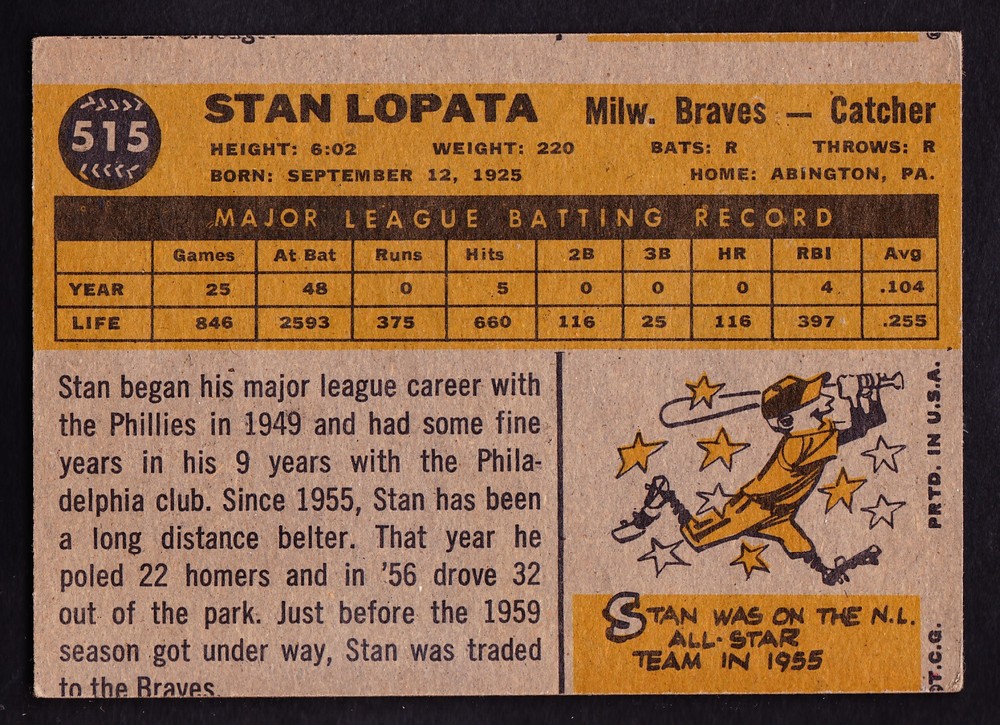 515
STAN LOPATA Milw. Braves — Catcher
HEIGHT: 6:02 WEIGHT: 220 BATS: R THROWS: R
BORN: SEPTEMBER 12, 1925 HOME: ABINGTON, PA.
MAJOR LEAGUE BATTING RECORD
Games At Bat Runs Hits 2B 3B HR RBI Avg
YEAR 25 48 0 5 0 0 0 4 .104
LIFE 846 2593 375 660 116 25 116 397 .255
Stan began his major league career with
the Phillies in 1949 and had some fine
years in his 9 years with the Phila-
delphia club. Since 1955, Stan has been
a long distance belter. That year he
poled 22 homers and in '56 drove 32
out of the park. Just before the 1959
season got under way, Stan was traded
to the Braves.
STAN WAS ON THE N.L.
ALL-STAR
TEAM IN 1955
T.C.G. PRTD. IN U.S.A.